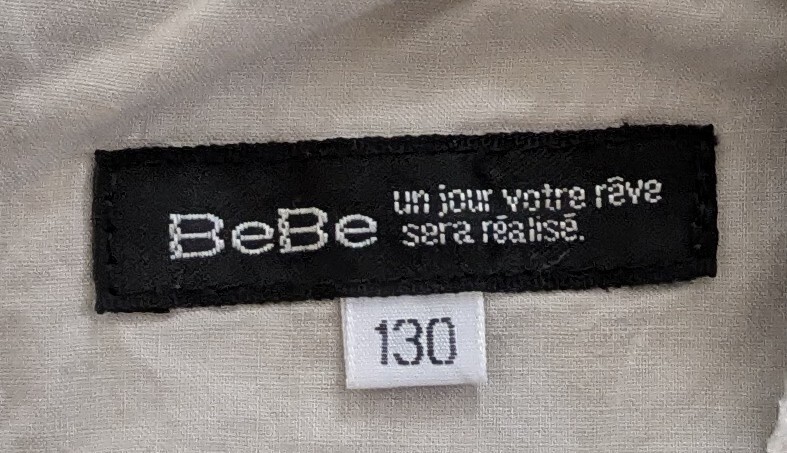 BeBe
un jour votre rêve
sera réalisé.
130